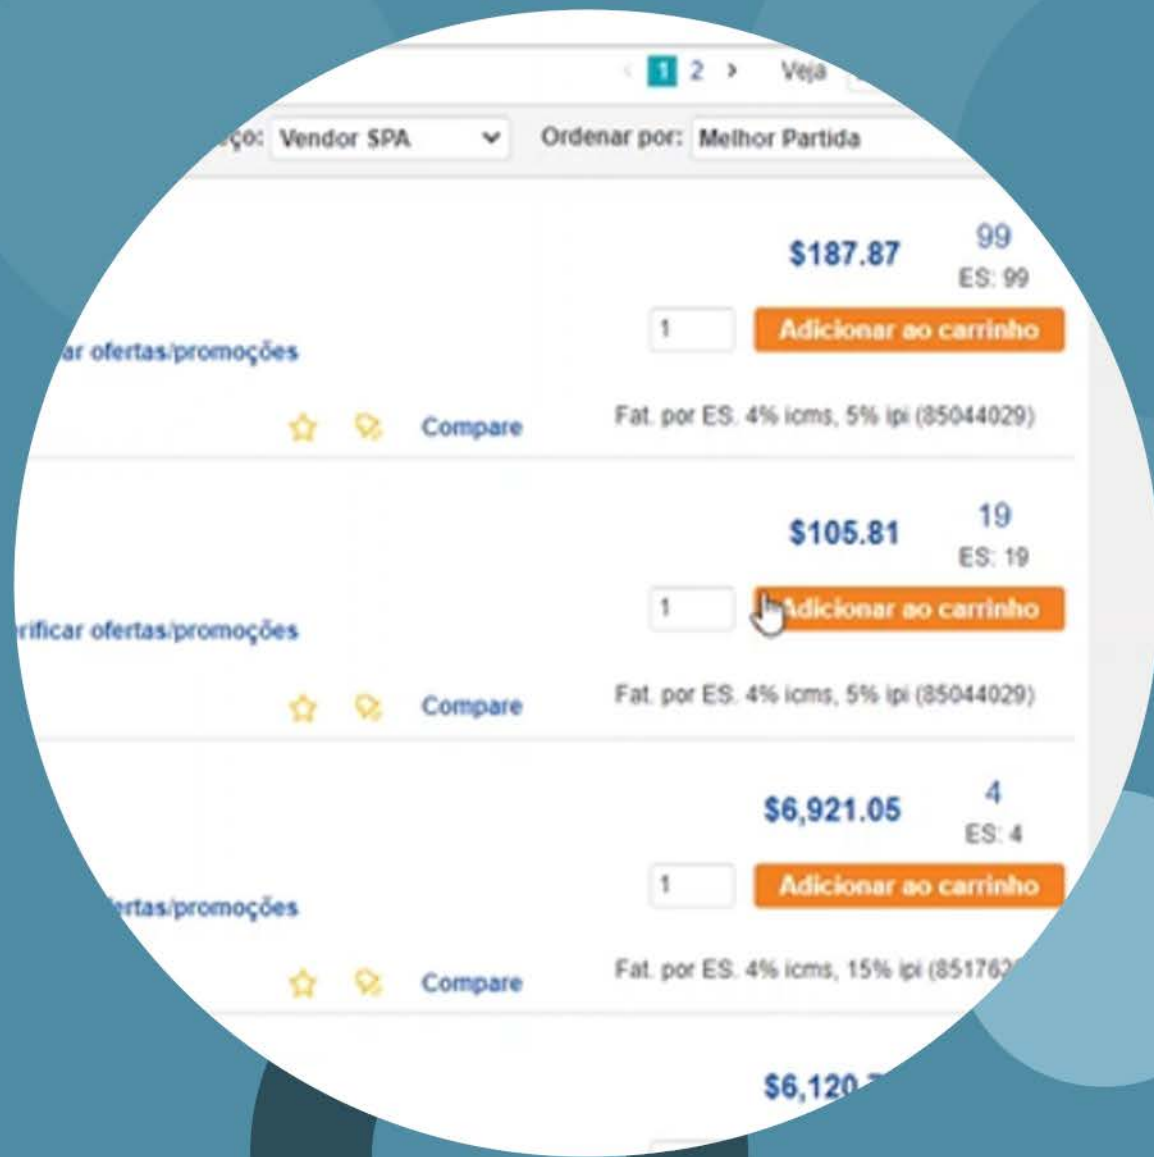 ‹ 1 2 › Veja
ço: Vendor SPA Ordenar por: Melhor Partida
$187.87 99
ES: 99
1 Adicionar ao carrinho
ar ofertas/promoções
Compare Fat. por ES. 4% icms, 5% ipi (85044029)
$105.81 19
ES: 19
1 Adicionar ao carrinho
rificar ofertas/promoções
Compare Fat. por ES. 4% icms, 5% ipi (85044029)
$6,921.05 4
ES: 4
1 Adicionar ao carrinho
ertas/promoções
Compare Fat. por ES. 4% icms, 15% ipi (851762
$6,120.